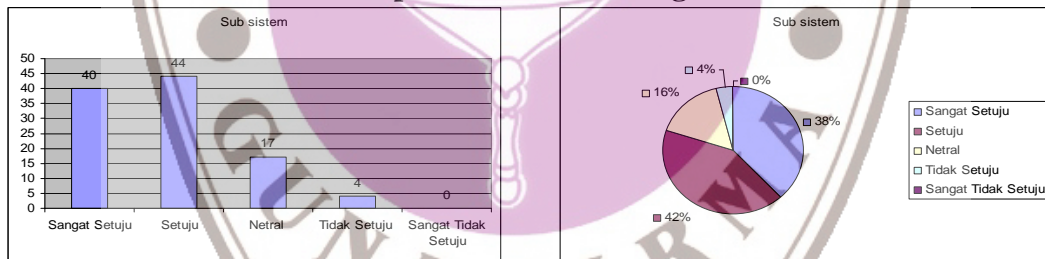 Sub sistem
50
45
40
35
30
25
20
15
10
5
0
40
44
17
4
0
Sangat Setuju
Setuju
Netral
Tidak Setuju
Sangat Tidak
Setuju
Sub sistem
4%
0%
16%
38%
42%
Sangat Setuju
Setuju
Netral
Tidak Setuju
Sangat Tidak Setuju